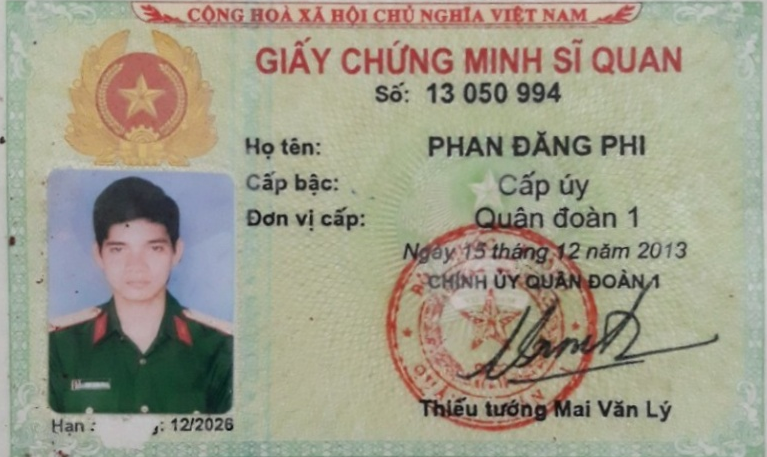 CỘNG HOÀ XÃ HỘI CHỦ NGHĨA VIỆT NAM
GIẤY CHỨNG MINH SĨ QUAN
Số: 13 050 994
Họ tên: PHAN ĐĂNG PHI
Cấp bậc: Cấp úy
Đơn vị cấp: Quân đoàn 1
Ngày 15 tháng 12 năm 2013
CHÍNH ỦY QUÂN ĐOÀN 1
Thiếu tướng Mai Văn Lý
Hạn : 12/2026